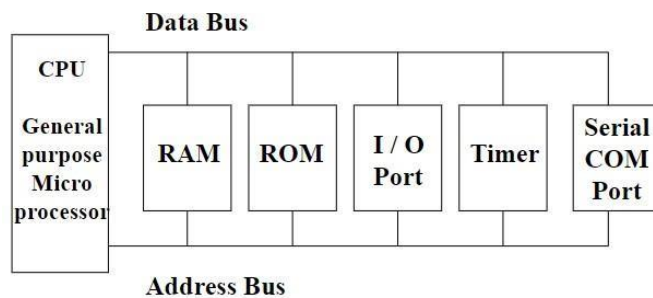 Data Bus
CPU
General
purpose
Micro
processor
RAM
ROM
I / O
Port
Timer
Serial
COM
Port
Address Bus